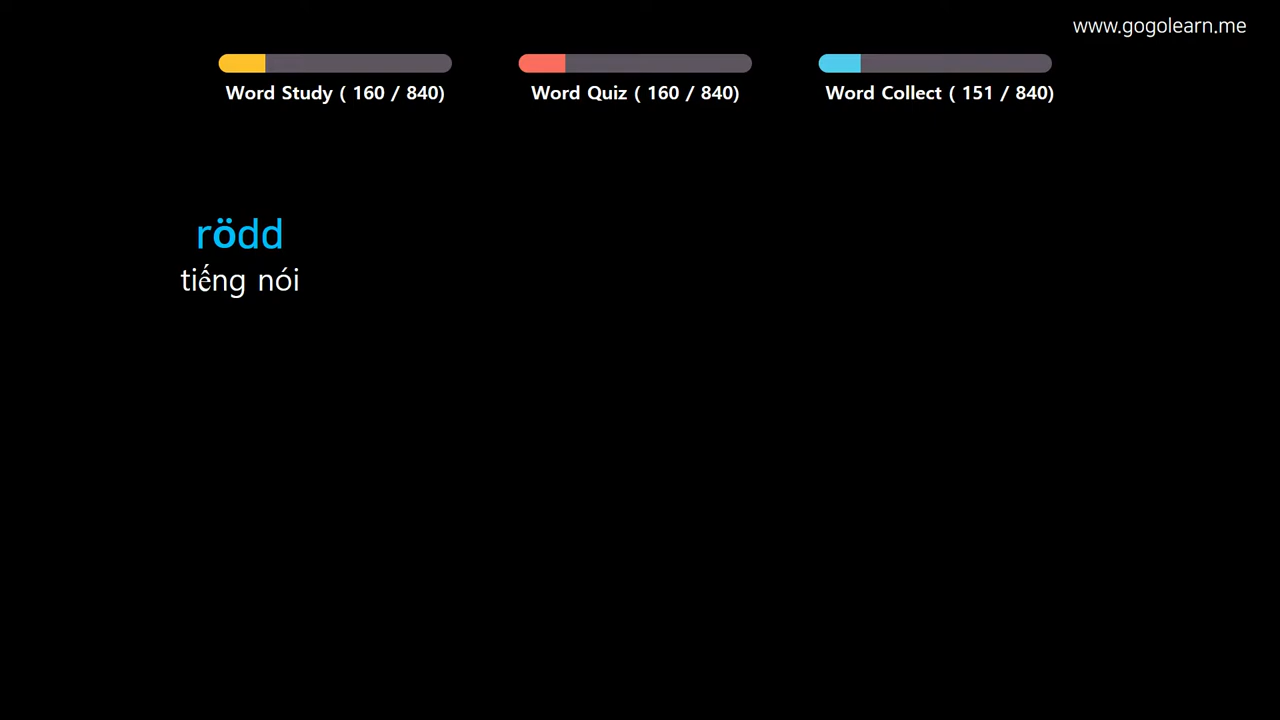 www.gogolearn.me
Word Study ( 160 / 840)
Word Quiz ( 160 / 840)
Word Collect ( 151 / 840)
rödd
tiếng nói